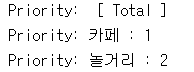 Priority:  [ Total ]
Priority: 카페 : 1
Priority: 놀거리 : 2